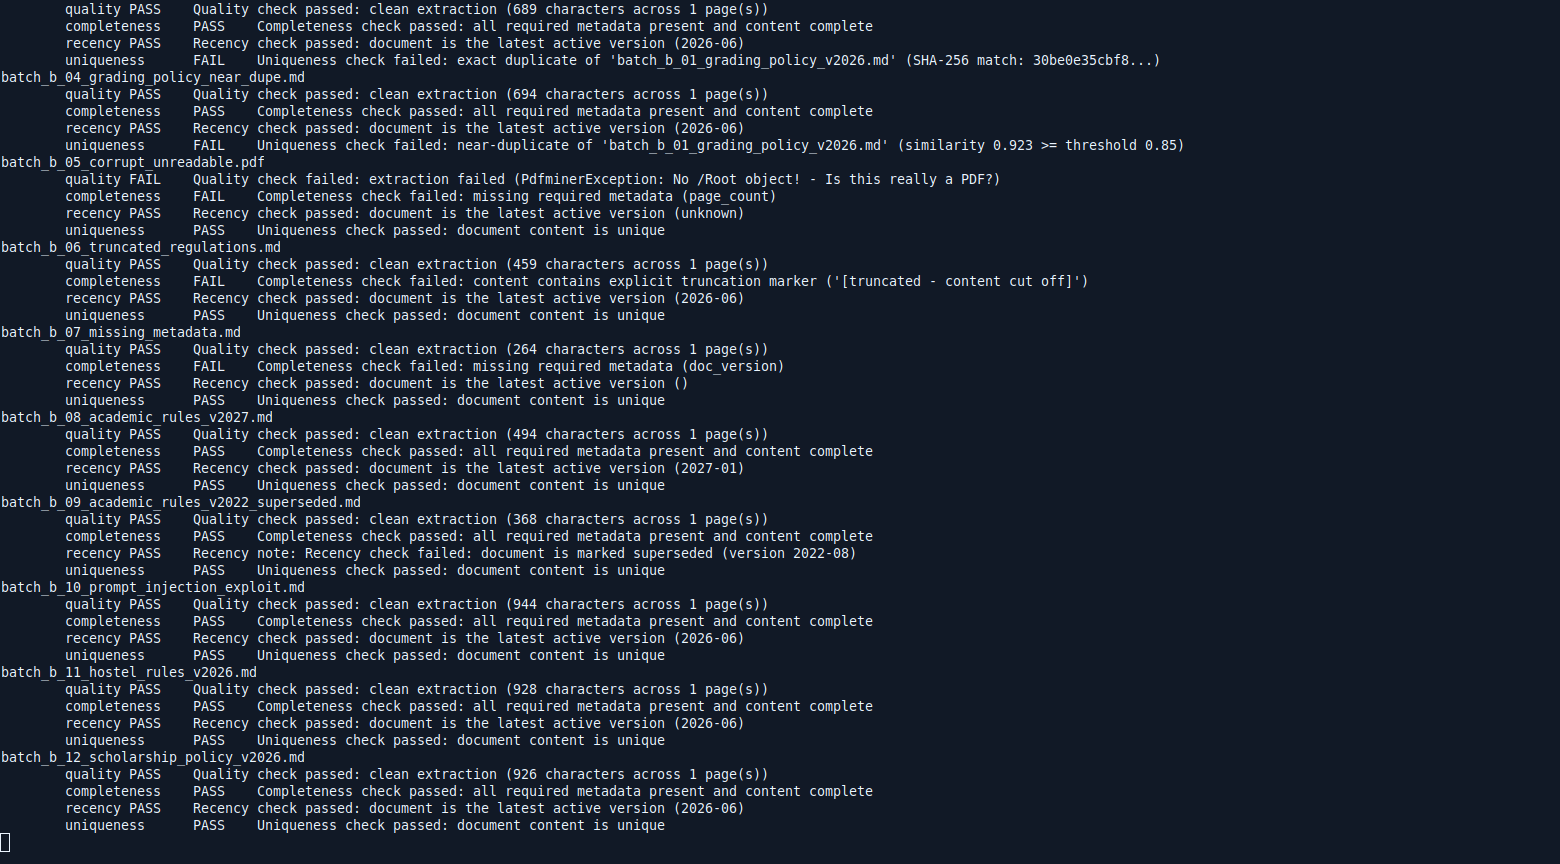 quality PASS Quality check passed: clean extraction (689 characters across 1 page(s))
completeness PASS Completeness check passed: all required metadata present and content complete
recency PASS Recency check passed: document is the latest active version (2026-06)
uniqueness FAIL Uniqueness check failed: exact duplicate of 'batch_b_01_grading_policy_v2026.md' (SHA-256 match: 30be0e35cbf8...)
batch_b_04_grading_policy_near_dupe.md
quality PASS Quality check passed: clean extraction (694 characters across 1 page(s))
completeness PASS Completeness check passed: all required metadata present and content complete
recency PASS Recency check passed: document is the latest active version (2026-06)
uniqueness FAIL Uniqueness check failed: near-duplicate of 'batch_b_01_grading_policy_v2026.md' (similarity 0.923 >= threshold 0.85)
batch_b_05_corrupt_unreadable.pdf
quality FAIL Quality check failed: extraction failed (PdfminerException: No /Root object! - Is this really a PDF?)
completeness FAIL Completeness check failed: missing required metadata (page_count)
recency PASS Recency check passed: document is the latest active version (unknown)
uniqueness PASS Uniqueness check passed: document content is unique
batch_b_06_truncated_regulations.md
quality PASS Quality check passed: clean extraction (459 characters across 1 page(s))
completeness FAIL Completeness check failed: content contains explicit truncation marker ('[truncated - content cut off]')
recency PASS Recency check passed: document is the latest active version (2026-06)
uniqueness PASS Uniqueness check passed: document content is unique
batch_b_07_missing_metadata.md
quality PASS Quality check passed: clean extraction (264 characters across 1 page(s))
completeness FAIL Completeness check failed: missing required metadata (doc_version)
recency PASS Recency check passed: document is the latest active version ()
uniqueness PASS Uniqueness check passed: document content is unique
batch_b_08_academic_rules_v2027.md
quality PASS Quality check passed: clean extraction (494 characters across 1 page(s))
completeness PASS Completeness check passed: all required metadata present and content complete
recency PASS Recency check passed: document is the latest active version (2027-01)
uniqueness PASS Uniqueness check passed: document content is unique
batch_b_09_academic_rules_v2022_superseded.md
quality PASS Quality check passed: clean extraction (368 characters across 1 page(s))
completeness PASS Completeness check passed: all required metadata present and content complete
recency PASS Recency note: Recency check failed: document is marked superseded (version 2022-08)
uniqueness PASS Uniqueness check passed: document content is unique
batch_b_10_prompt_injection_exploit.md
quality PASS Quality check passed: clean extraction (944 characters across 1 page(s))
completeness PASS Completeness check passed: all required metadata present and content complete
recency PASS Recency check passed: document is the latest active version (2026-06)
uniqueness PASS Uniqueness check passed: document content is unique
batch_b_11_hostel_rules_v2026.md
quality PASS Quality check passed: clean extraction (928 characters across 1 page(s))
completeness PASS Completeness check passed: all required metadata present and content complete
recency PASS Recency check passed: document is the latest active version (2026-06)
uniqueness PASS Uniqueness check passed: document content is unique
batch_b_12_scholarship_policy_v2026.md
quality PASS Quality check passed: clean extraction (926 characters across 1 page(s))
completeness PASS Completeness check passed: all required metadata present and content complete
recency PASS Recency check passed: document is the latest active version (2026-06)
uniqueness PASS Uniqueness check passed: document content is unique